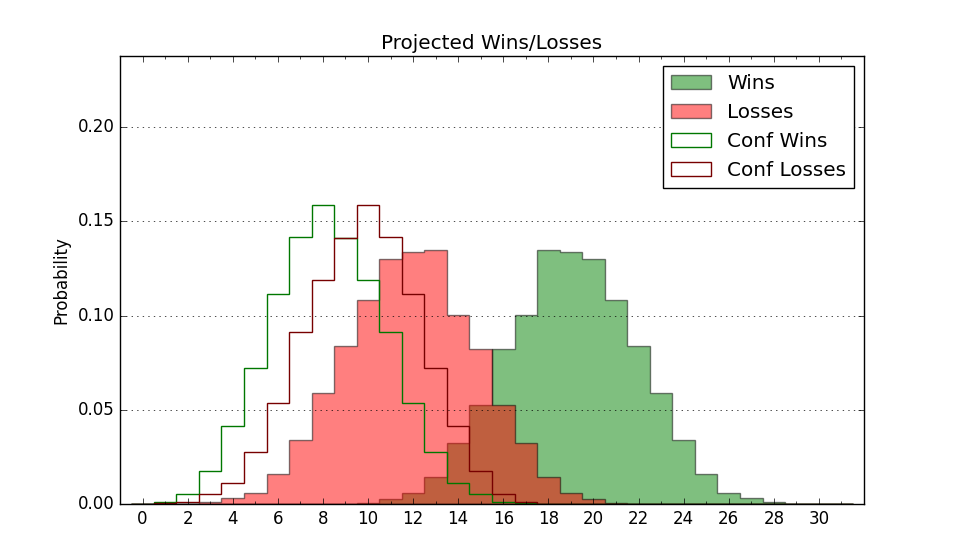 Projected Wins/Losses
Wins
Losses
Conf Wins
Conf Losses
Probability
0.20
0.15
0.10
0.05
0.00
0 2 4 6 8 10 12 14 16 18 20 22 24 26 28 30